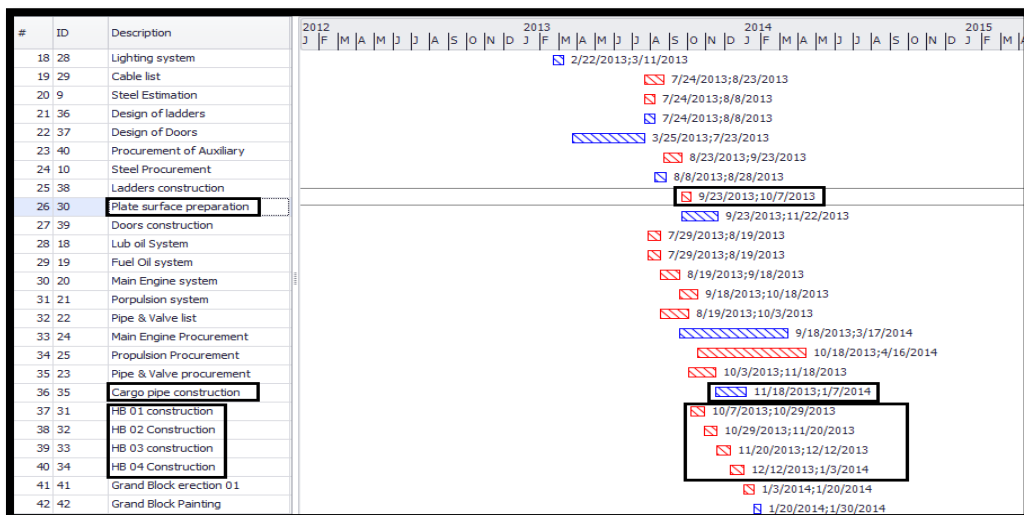 2012 2013 2014 2015
# ID Description J F M A M J J A S O N D J F M A M J J A S O N D J F M A M J J A S O N D J F M
18 28 Lighting system 2/22/2013;3/11/2013
19 29 Cable list 7/24/2013;8/23/2013
20 9 Steel Estimation 7/24/2013;8/8/2013
21 36 Design of ladders 7/24/2013;8/8/2013
22 37 Design of Doors 3/25/2013;7/23/2013
23 40 Procurement of Auxiliary 8/23/2013;9/23/2013
24 10 Steel Procurement 8/8/2013;8/28/2013
25 38 Ladders construction
26 30 Plate surface preparation 9/23/2013;10/7/2013
27 39 Doors construction 9/23/2013;11/22/2013
28 18 Lub oil System 7/29/2013;8/19/2013
29 19 Fuel Oil system 7/29/2013;8/19/2013
30 20 Main Engine system 8/19/2013;9/18/2013
31 21 Porpulsion system 9/18/2013;10/18/2013
32 22 Pipe & Valve list 8/19/2013;10/3/2013
33 24 Main Engine Procurement 9/18/2013;3/17/2014
34 25 Propulsion Procurement 10/18/2013;4/16/2014
35 23 Pipe & Valve procurement 10/3/2013;11/18/2013
36 35 Cargo pipe construction 11/18/2013;1/7/2014
37 31 HB 01 construction 10/7/2013;10/29/2013
38 32 HB 02 Construction 10/29/2013;11/20/2013
39 33 HB 03 construction 11/20/2013;12/12/2013
40 34 HB 04 Construction 12/12/2013;1/3/2014
41 41 Grand Block erection 01 1/3/2014;1/20/2014
42 42 Grand Block Painting 1/20/2014;1/30/2014